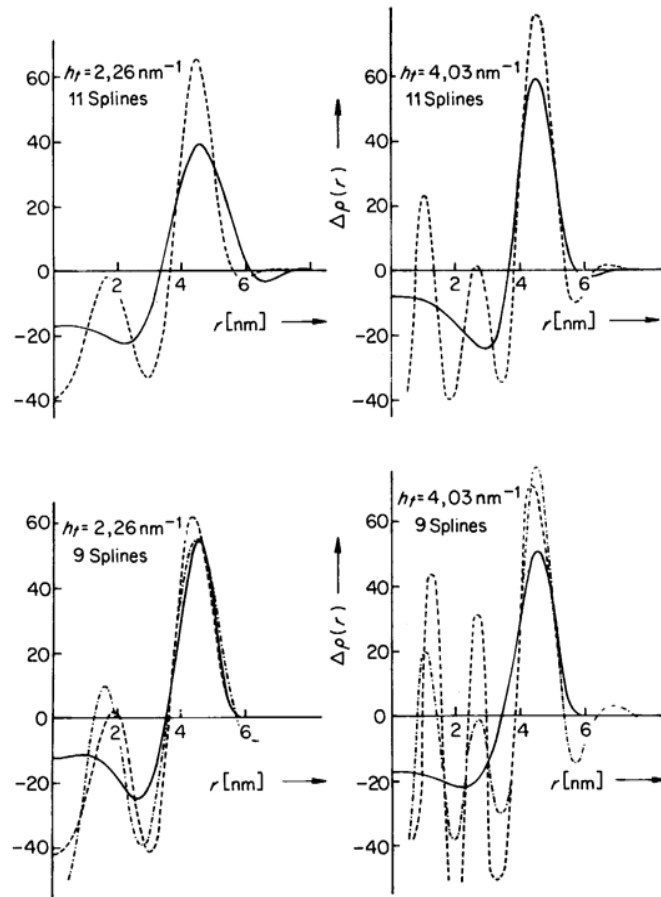 h_f = 2,26 nm⁻¹
11 Splines
60
40
20
0
-20
-40
2
4
6
r [nm]
h_f = 4,03 nm⁻¹
11 Splines
Δρ(r)
60
40
20
0
-20
-40
2
4
6
r [nm]
h_f = 2,26 nm⁻¹
9 Splines
60
40
20
0
-20
-40
2
4
6
r [nm]
h_f = 4,03 nm⁻¹
9 Splines
Δρ(r)
60
40
20
0
-20
-40
2
4
6
r [nm]